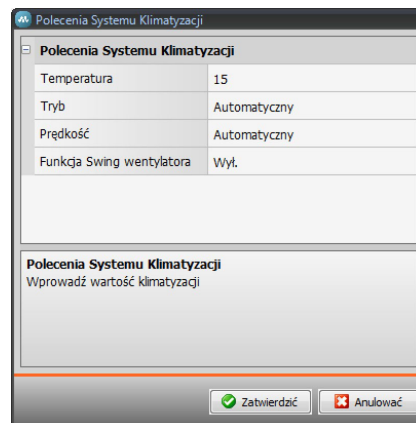 Polecenia Systemu Klimatyzacji
Polecenia Systemu Klimatyzacji
Temperatura 15
Tryb Automatyczny
Prędkość Automatyczny
Funkcja Swing wentylatora Wył.
Polecenia Systemu Klimatyzacji
Wprowadź wartość klimatyzacji
Zatwierdzić Anulować